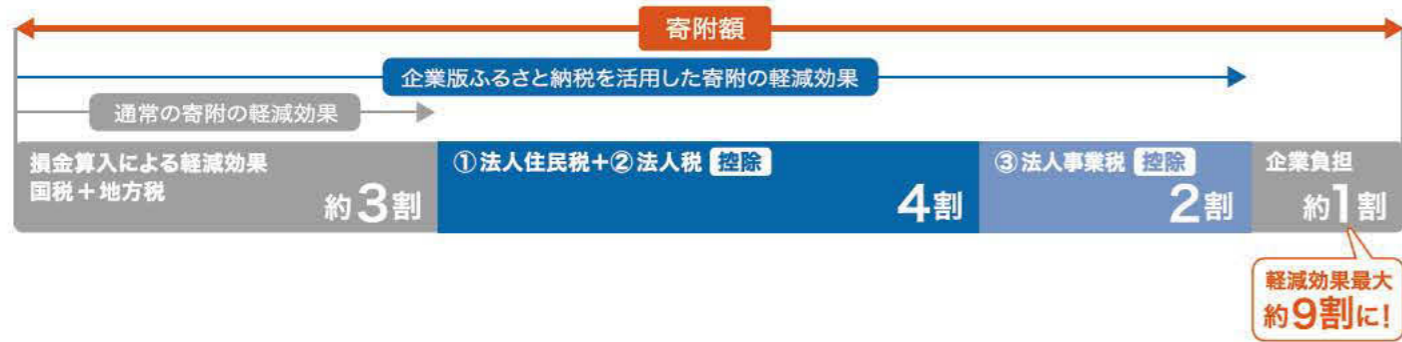 寄附額
企業版ふるさと納税を活用した寄附の軽減効果
通常の寄附の軽減効果
損金算入による軽減効果
国税＋地方税
約3割
①法人住民税＋②法人税 控除
4割
③法人事業税 控除
2割
企業負担
約1割
軽減効果最大
約9割に！